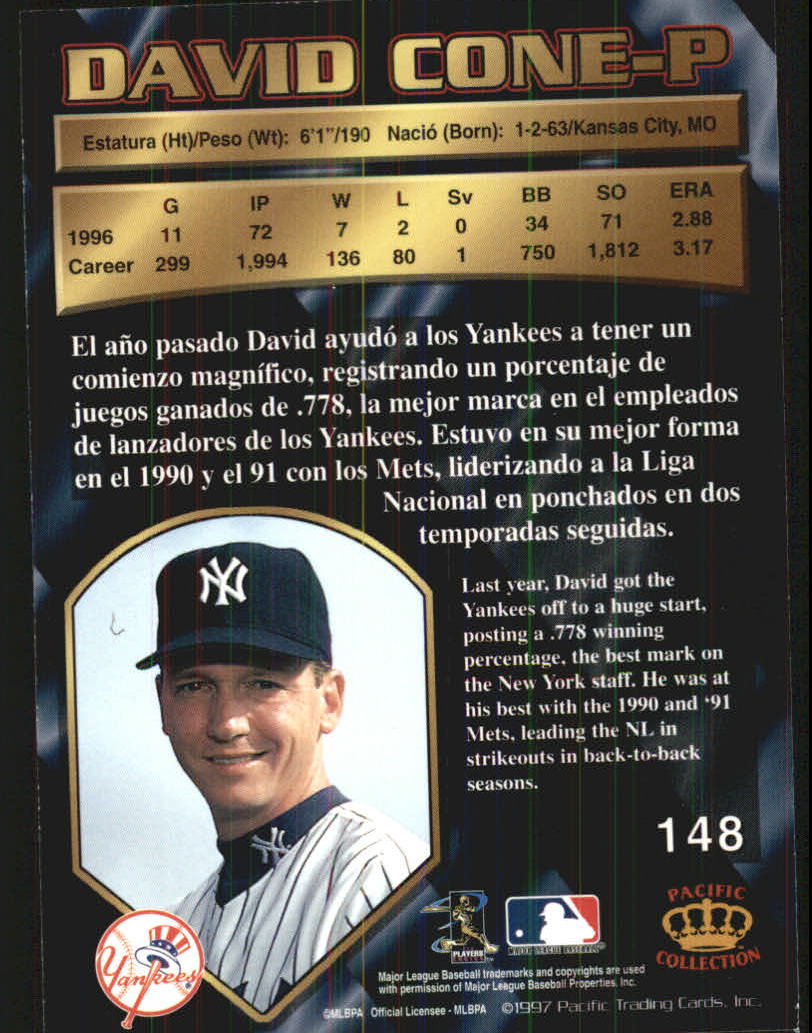 DAVID CONE-P
Estatura (Ht)/Peso (Wt): 6'1"/190 Nació (Born): 1-2-63/Kansas City, MO
G IP W L Sv BB SO ERA
1996 11 72 7 2 0 34 71 2.88
Career 299 1,994 136 80 1 750 1,812 3.17
El año pasado David ayudó a los Yankees a tener un
comienzo magnífico, registrando un porcentaje de
juegos ganados de .778, la mejor marca en el empleados
de lanzadores de los Yankees. Estuvo en su mejor forma
en el 1990 y el 91 con los Mets, liderizando a la Liga
Nacional en ponchados en dos
temporadas seguidas.
Last year, David got the
Yankees off to a huge start,
posting a .778 winning
percentage, the best mark on
the New York staff. He was at
his best with the 1990 and '91
Mets, leading the NL in
strikeouts in back-to-back
seasons.
NY
NY
148
Yankees
PLAYERS
CHOICE
MAJOR LEAGUE BASEBALL®
PACIFIC
COLLECTION
Major League Baseball trademarks and copyrights are used
with permission of Major League Baseball Properties, Inc.
©MLBPA Official Licensee - MLBPA ©1997 Pacific Trading Cards, Inc.